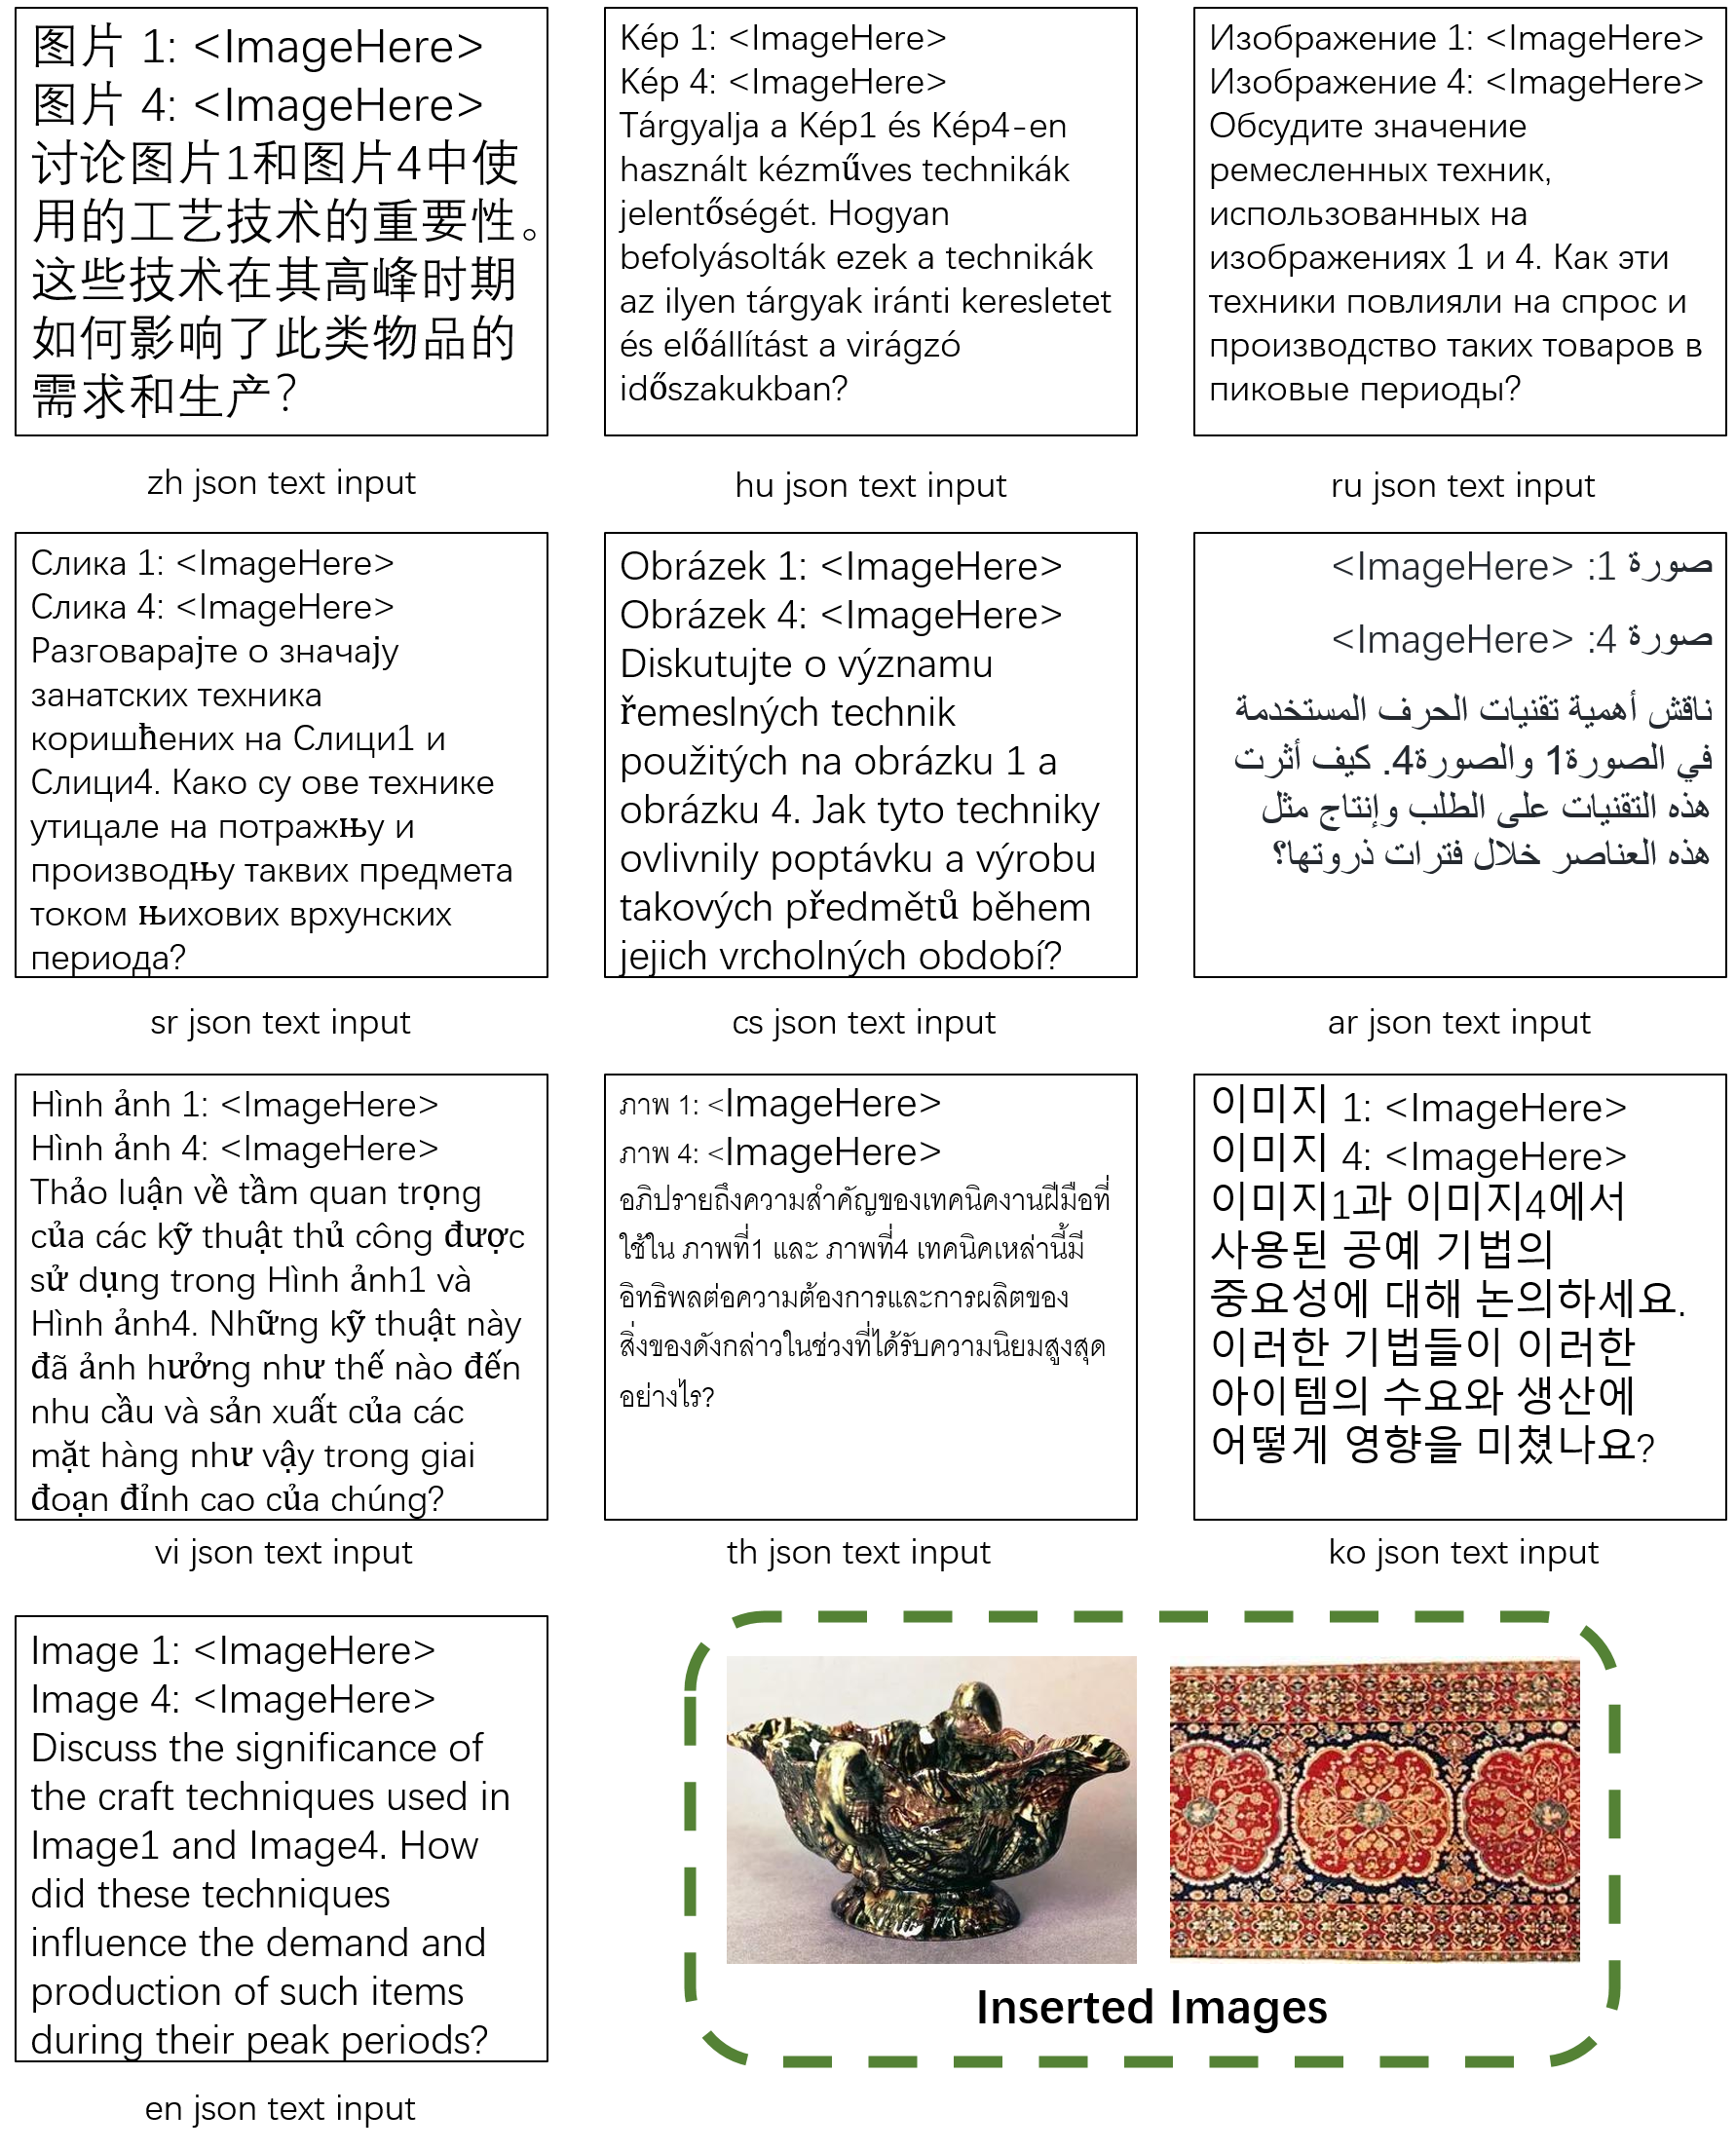 图片 1: <ImageHere>
图片 4: <ImageHere>
讨论图片1和图片4中使
用的工艺技术的重要性。
这些技术在其高峰时期
如何影响了此类物品的
需求和生产?
zh json text input
Kép 1: <ImageHere>
Kép 4: <ImageHere>
Tárgyalja a Kép1 és Kép4-en
használt kézműves technikák
jelentőségét. Hogyan
befolyásolták ezek a technikák
az ilyen tárgyak iránti keresletet
és előállítást a virágzó
időszakukban?
hu json text input
Изображение 1: <ImageHere>
Изображение 4: <ImageHere>
Обсудите значение
ремесленных техник,
использованных на
изображениях 1 и 4. Как эти
техники повлияли на спрос и
производство таких товаров в
пиковые периоды?
ru json text input
Слика 1: <ImageHere>
Слика 4: <ImageHere>
Разговарајте о значају
занатских техника
коришћених на Слици1 и
Слици4. Како су ове технике
утицале на потражњу и
производњу таквих предмета
током њихових врхунских
периода?
sr json text input
Obrázek 1: <ImageHere>
Obrázek 4: <ImageHere>
Diskutujte o významu
řemeslných technik
použitých na obrázku 1 a
obrázku 4. Jak tyto techniky
ovlivnily poptávku a výrobu
takových předmětů během
jejich vrcholných období?
cs json text input
صورة 1: <ImageHere>
صورة 4: <ImageHere>
ناقش أهمية تقنيات الحرف المستخدمة
في الصورة1 والصورة4. كيف أثرت
هذه التقنيات على الطلب وإنتاج مثل
هذه العناصر خلال فترات ذروتها؟
ar json text input
Hình ảnh 1: <ImageHere>
Hình ảnh 4: <ImageHere>
Thảo luận về tầm quan trọng
của các kỹ thuật thủ công được
sử dụng trong Hình ảnh1 và
Hình ảnh4. Những kỹ thuật này
đã ảnh hưởng như thế nào đến
nhu cầu và sản xuất của các
mặt hàng như vậy trong giai
đoạn đỉnh cao của chúng?
vi json text input
ภาพ 1: <ImageHere>
ภาพ 4: <ImageHere>
อภิปรายถึงความสำคัญของเทคนิคงานฝีมือที่
ใช้ใน ภาพที่1 และ ภาพที่4 เทคนิคเหล่านี้มี
อิทธิพลต่อความต้องการและการผลิตของ
สิ่งของดังกล่าวในช่วงที่ได้รับความนิยมสูงสุด
อย่างไร?
th json text input
이미지 1: <ImageHere>
이미지 4: <ImageHere>
이미지1과 이미지4에서
사용된 공예 기법의
중요성에 대해 논의하세요.
이러한 기법들이 이러한
아이템의 수요와 생산에
어떻게 영향을 미쳤나요?
ko json text input
Image 1: <ImageHere>
Image 4: <ImageHere>
Discuss the significance of
the craft techniques used in
Image1 and Image4. How
did these techniques
influence the demand and
production of such items
during their peak periods?
en json text input
Inserted Images